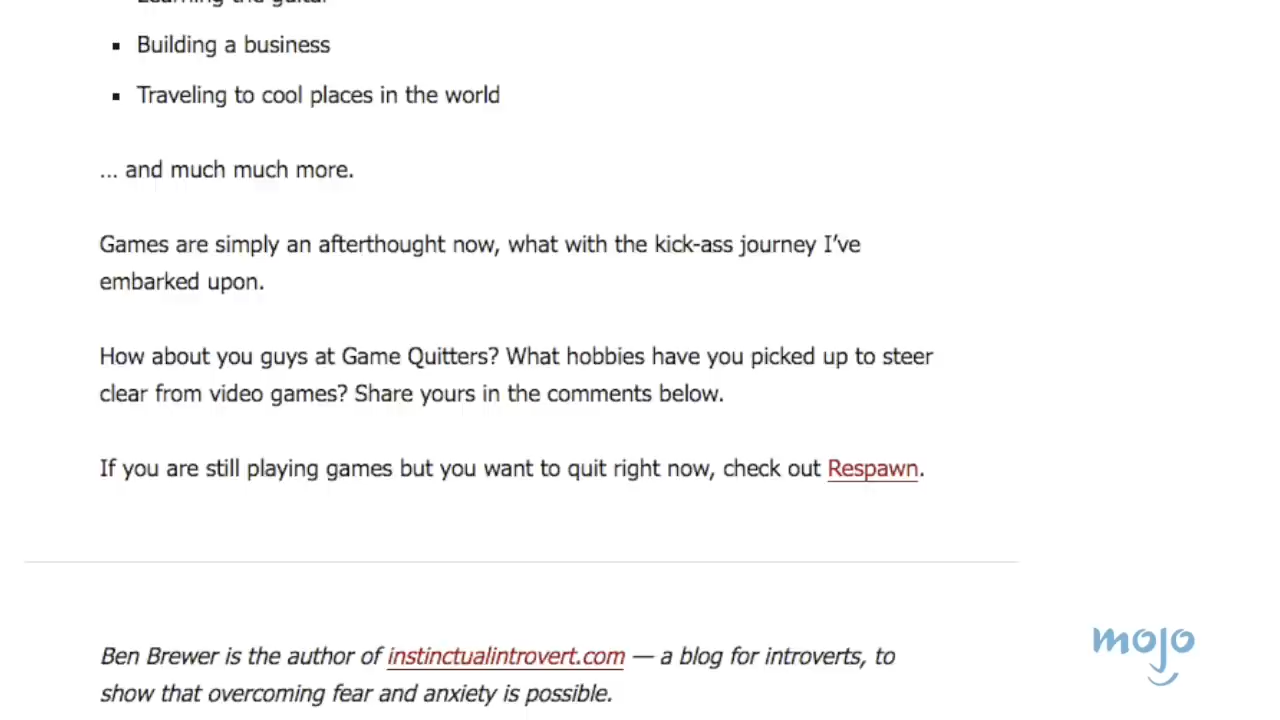 Learning the guitar
▪ Building a business
▪ Traveling to cool places in the world
... and much much more.
Games are simply an afterthought now, what with the kick-ass journey I've
embarked upon.
How about you guys at Game Quitters? What hobbies have you picked up to steer
clear from video games? Share yours in the comments below.
If you are still playing games but you want to quit right now, check out Respawn.
Ben Brewer is the author of instinctualintrovert.com — a blog for introverts, to
show that overcoming fear and anxiety is possible.
mojo